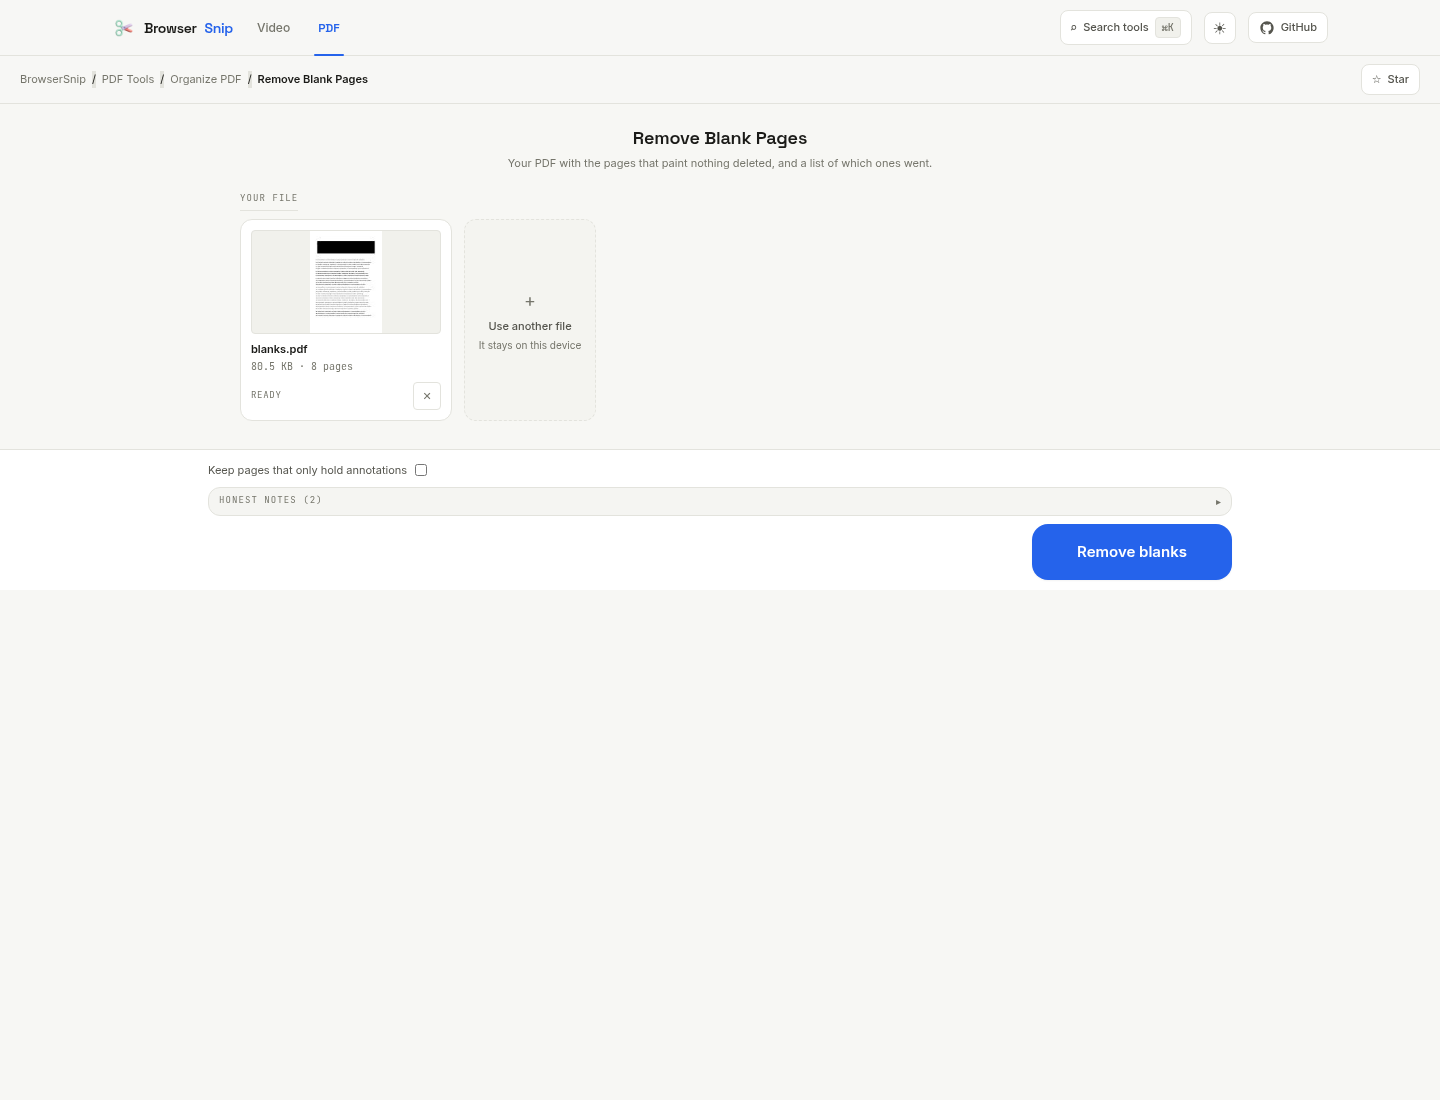 Browser Snip Video PDF Search tools ⌘K GitHub
BrowserSnip / PDF Tools / Organize PDF / Remove Blank Pages ☆ Star
Remove Blank Pages
Your PDF with the pages that paint nothing deleted, and a list of which ones went.
YOUR FILE
blanks.pdf
80.5 KB · 8 pages
READY ×
+
Use another file
It stays on this device
Keep pages that only hold annotations
HONEST NOTES (2)
Remove blanks